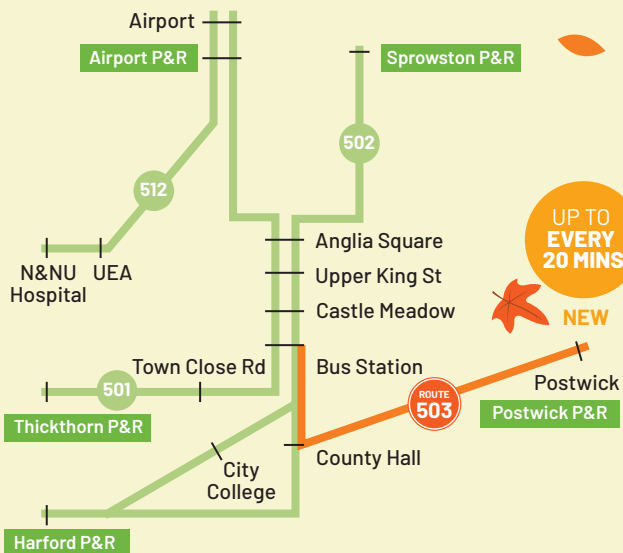 Airport
Airport P&R
Sprowston P&R
502
512
UP TO
EVERY
20 MINS
Anglia Square
N&NU
Hospital
UEA
Upper King St
Castle Meadow
NEW
Town Close Rd
Bus Station
501
Postwick
ROUTE
503
Thickthorn P&R
Postwick P&R
County Hall
City
College
Harford P&R